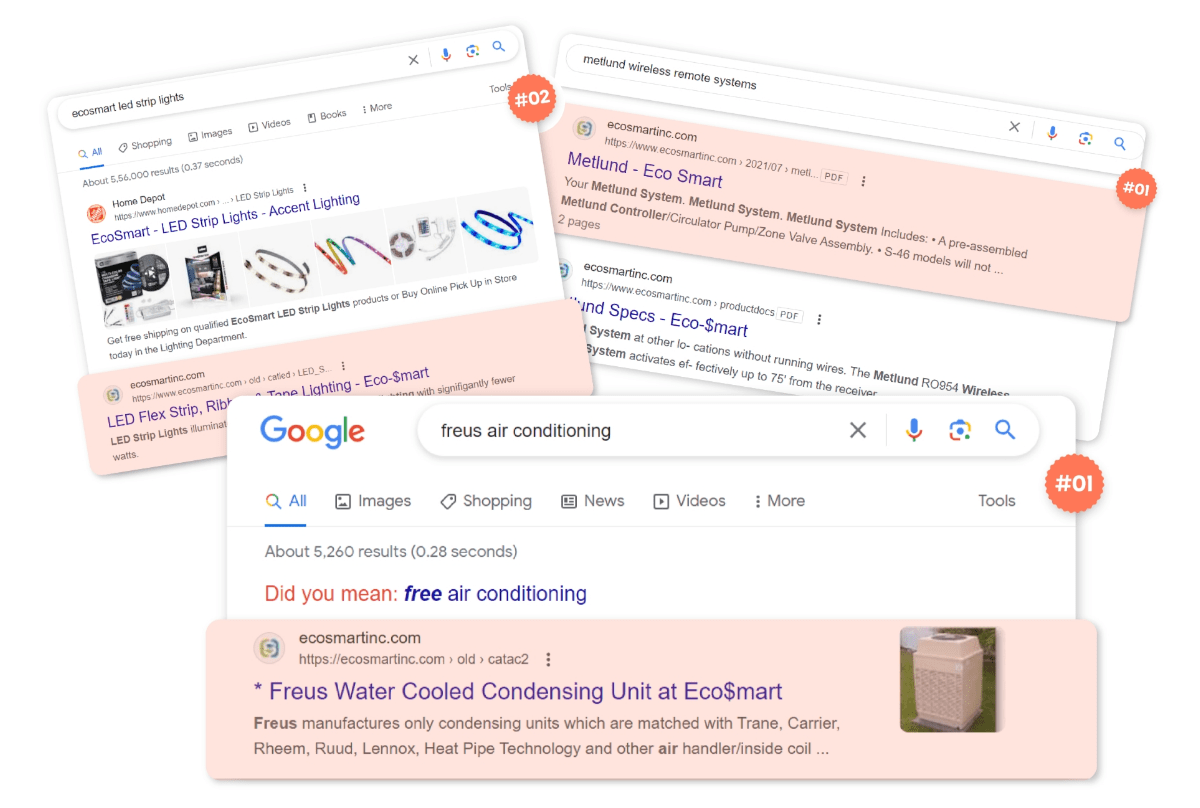 ecosmart led strip lights
All Shopping Images Videos Books More Tools
#02
About 5,56,000 results (0.37 seconds)
Home Depot
https://www.homedepot.com › ... › LED Strip Lights
EcoSmart - LED Strip Lights - Accent Lighting
Get free shipping on qualified EcoSmart LED Strip Lights products or Buy Online Pick Up in Store
today in the Lighting Department.
ecosmartinc.com
https://www.ecosmartinc.com › old › catled › LED_S...
LED Flex Strip, Tape Lighting - Eco-$mart
LED Strip Lights with signifigantly fewer
watts.
metlund wireless remote systems
#01
ecosmartinc.com
https://www.ecosmartinc.com › 2021/07 › metl... PDF
Metlund - Eco Smart
Your Metlund System. Metlund System. Metlund System Includes: • A pre-assembled
Metlund Controller/Circulator Pump/Zone Valve Assembly. • S-46 models will not ...
2 pages
ecosmartinc.com
https://www.ecosmartinc.com › productdocs PDF
lund Specs - Eco-$mart
System at other lo- cations without running wires. The Metlund RO954 Wireless
System activates ef- fectively up to 75' from the receiver
Google
freus air conditioning
All Images Shopping News Videos More Tools
#01
About 5,260 results (0.28 seconds)
Did you mean: free air conditioning
ecosmartinc.com
https://ecosmartinc.com › old › catac2
* Freus Water Cooled Condensing Unit at Eco$mart
Freus manufactures only condensing units which are matched with Trane, Carrier,
Rheem, Ruud, Lennox, Heat Pipe Technology and other air handler/inside coil ...